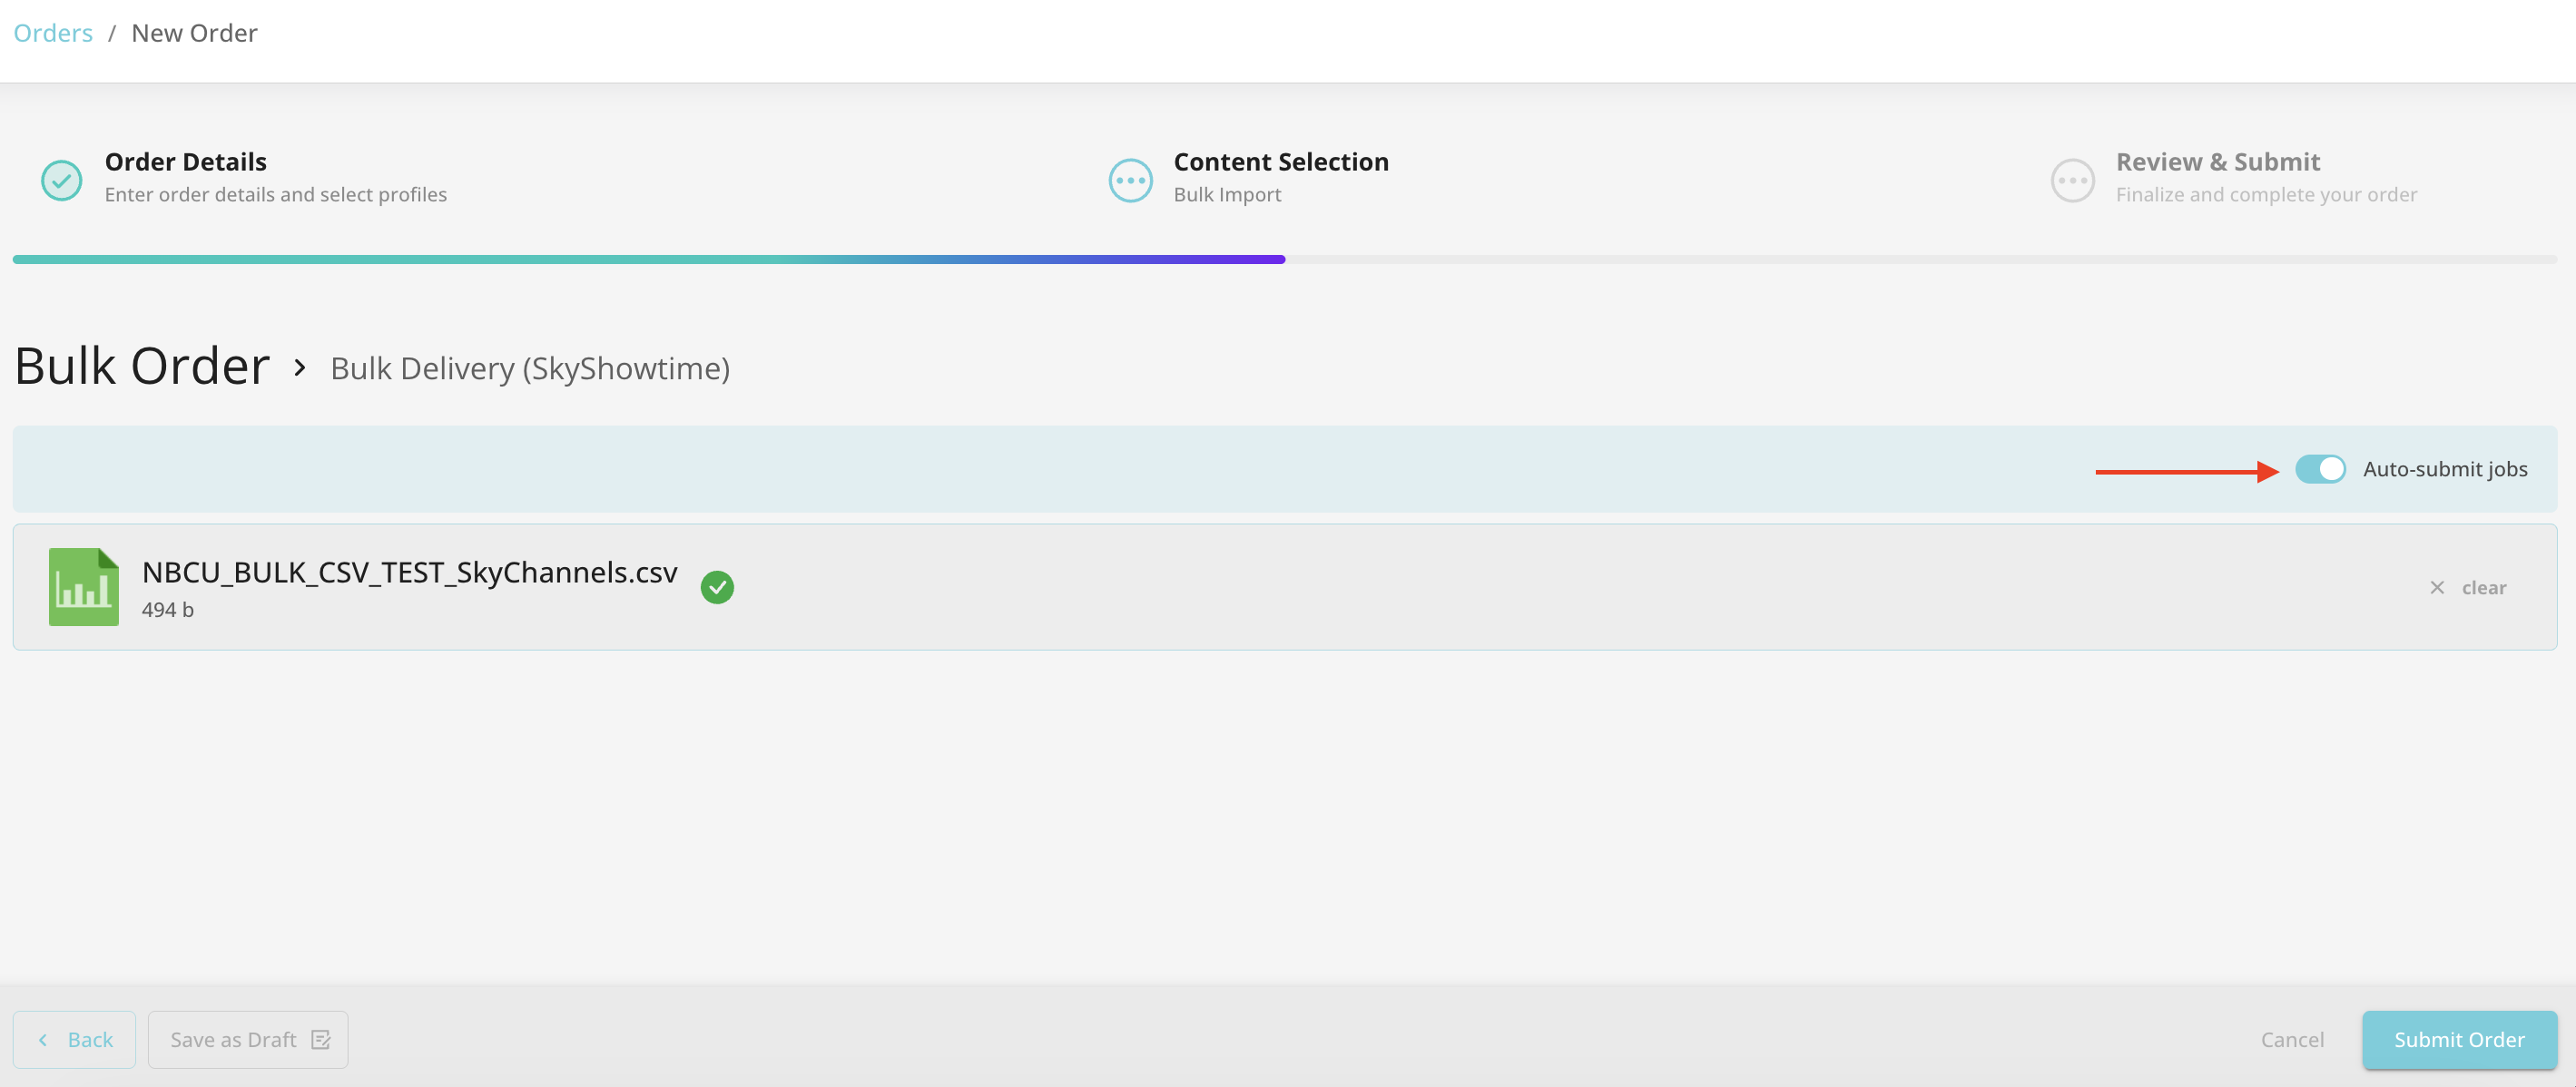 Orders / New Order
Order Details
Enter order details and select profiles
Content Selection
Bulk Import
Review & Submit
Finalize and complete your order
Bulk Order > Bulk Delivery (SkyShowtime)
Auto-submit jobs
NBCU_BULK_CSV_TEST_SkyChannels.csv
494 b
clear
Back
Save as Draft
Cancel
Submit Order